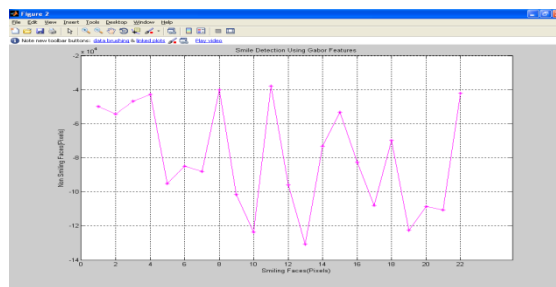 Figure 2
File Edit View Insert Tools Desktop Window Help
Note new toolbar buttons: data brushing & linked plots Play video
Smile Detection Using Gabor Features
x 10⁴
-2
-4
-6
-8
-10
-12
-14
Non Smiling Faces(Pixels)
0 2 4 6 8 10 12 14 16 18 20 22
Smiling Faces(Pixels)